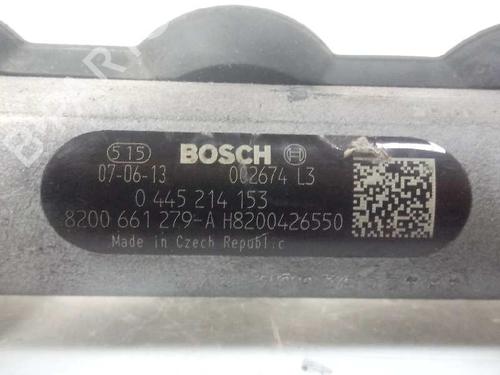 515 BOSCH
07-06-13 002674 L3
0 445 214 153
8200 661 279-A H8200426550
Made in Czech Republic